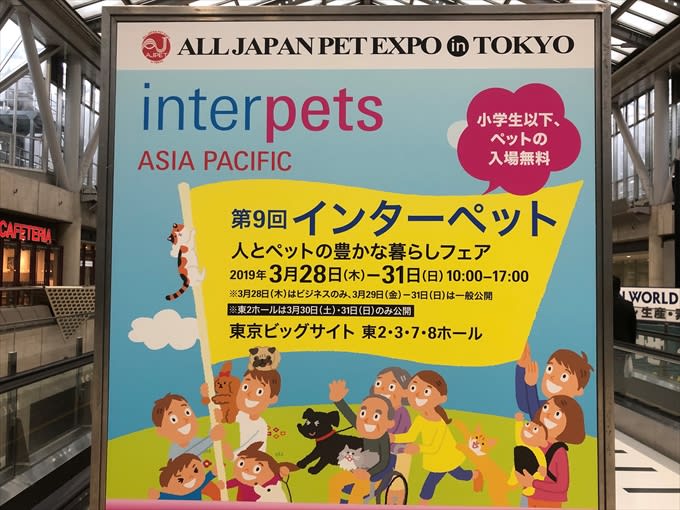 AJPET
ALL JAPAN PET EXPO in TOKYO
interpets
ASIA PACIFIC
小学生以下、
ペットの
入場無料
第9回 インターペット
人とペットの豊かな暮らしフェア
2019年 3月28日(木)－31日(日) 10:00－17:00
※3月28日(木)はビジネスのみ、3月29日(金)－31日(日)は一般公開
※東2ホールは3月30日(土)・31日(日)のみ公開
東京ビッグサイト 東2・3・7・8ホール
CAFETERIA
WORLD
生産・